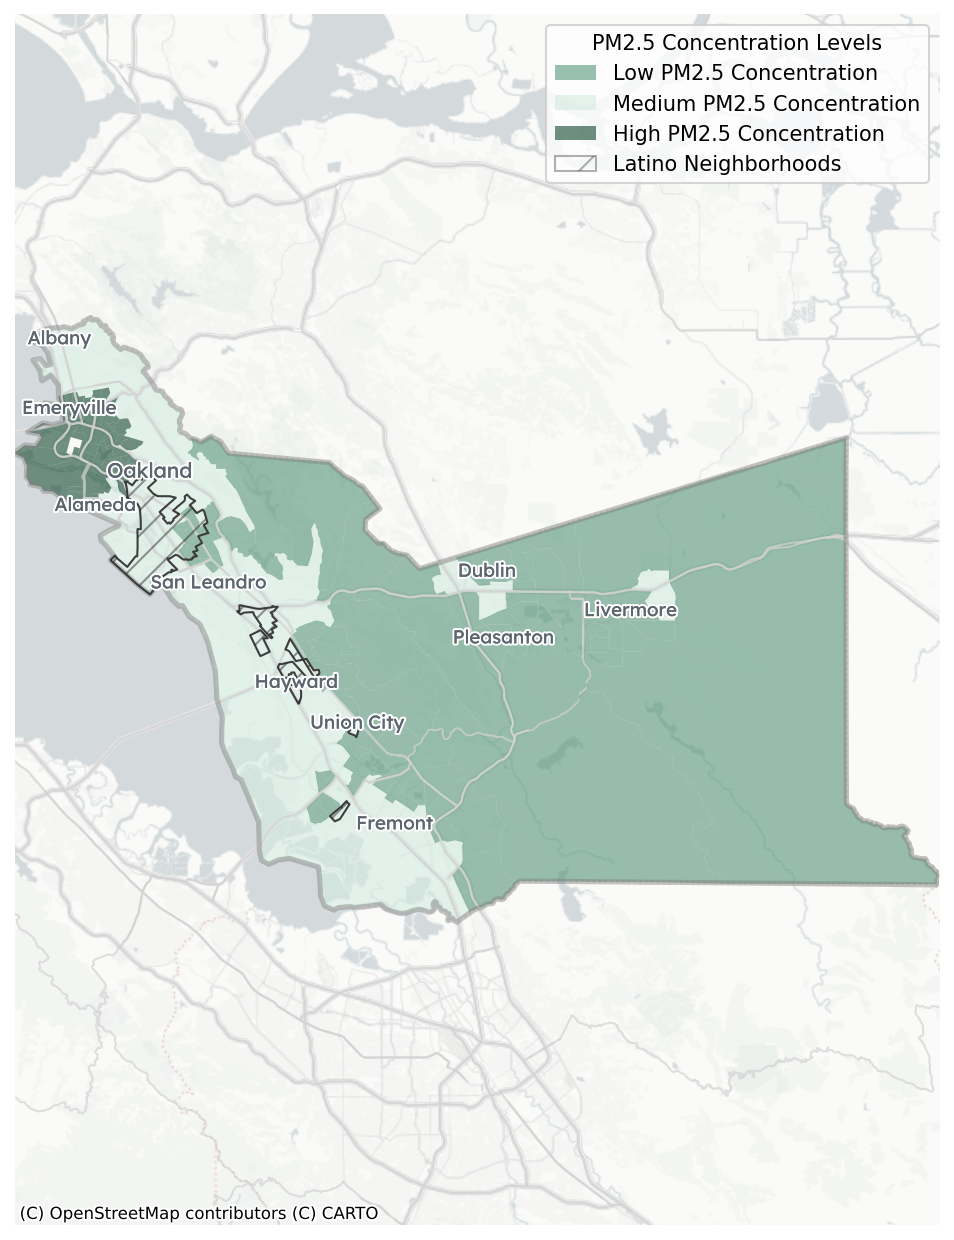 PM2.5 Concentration Levels
Low PM2.5 Concentration
Medium PM2.5 Concentration
High PM2.5 Concentration
Latino Neighborhoods
Albany
Emeryville
Oakland
Alameda
San Leandro
Dublin
Livermore
Pleasanton
Hayward
Union City
Fremont
(C) OpenStreetMap contributors (C) CARTO